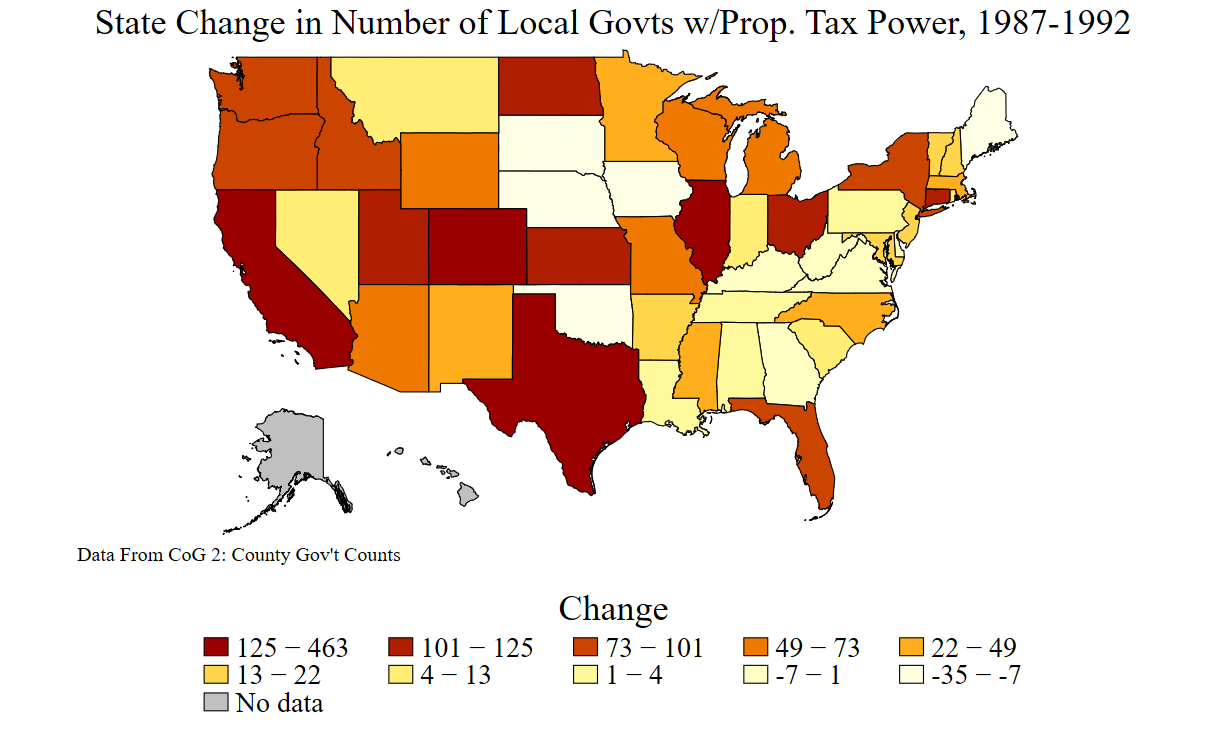 State Change in Number of Local Govts w/Prop. Tax Power, 1987-1992
Data From CoG 2: County Gov't Counts
Change
125 − 463 101 − 125 73 − 101 49 − 73 22 − 49
13 − 22 4 − 13 1 − 4 -7 − 1 -35 − -7
No data